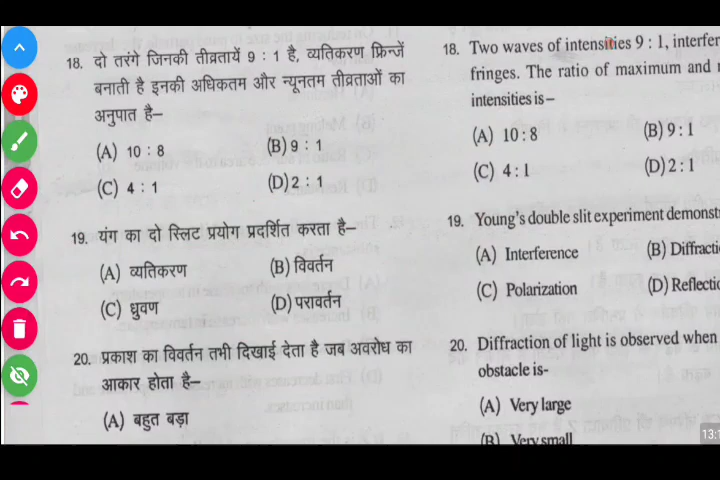 18. दो तरंगे जिनकी तीव्रतायें 9 : 1 है, व्यतिकरण फ्रिन्जें
बनाती है इनकी अधिकतम और न्यूनतम तीव्रताओं का
अनुपात है–
(A) 10 : 8 (B) 9 : 1
(C) 4 : 1 (D) 2 : 1
19. यंग का दो स्लिट प्रयोग प्रदर्शित करता है–
(A) व्यतिकरण (B) विवर्तन
(C) ध्रुवण (D) परावर्तन
20. प्रकाश का विवर्तन तभी दिखाई देता है जब अवरोध का
आकार होता है–
(A) बहुत बड़ा
18. Two waves of intensities 9 : 1, interfer
fringes. The ratio of maximum and
intensities is –
(A) 10 : 8 (B) 9 : 1
(C) 4 : 1 (D) 2 : 1
19. Young's double slit experiment demonst
(A) Interference (B) Diffracti
(C) Polarization (D) Reflectio
20. Diffraction of light is observed when
obstacle is-
(A) Very large
(B) Very small
13:1